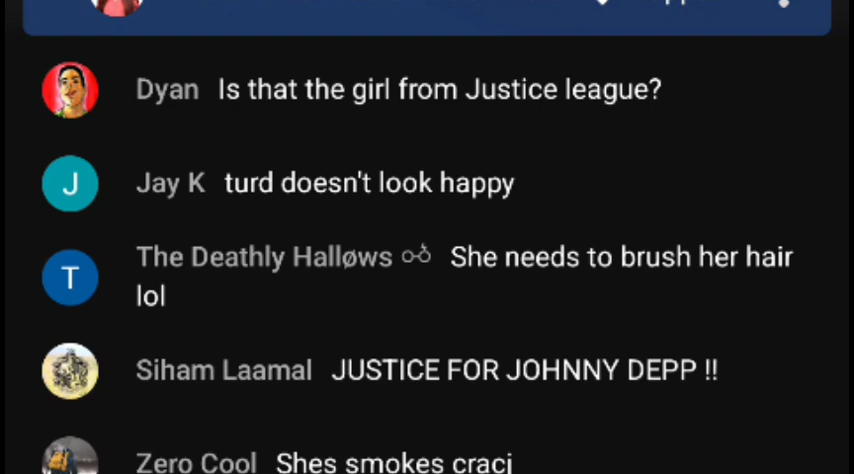 Dyan Is that the girl from Justice league?
J
Jay K turd doesn't look happy
T
The Deathly Halløws She needs to brush her hair
lol
Siham Laamal JUSTICE FOR JOHNNY DEPP !!
Zero Cool Shes smokes cracj